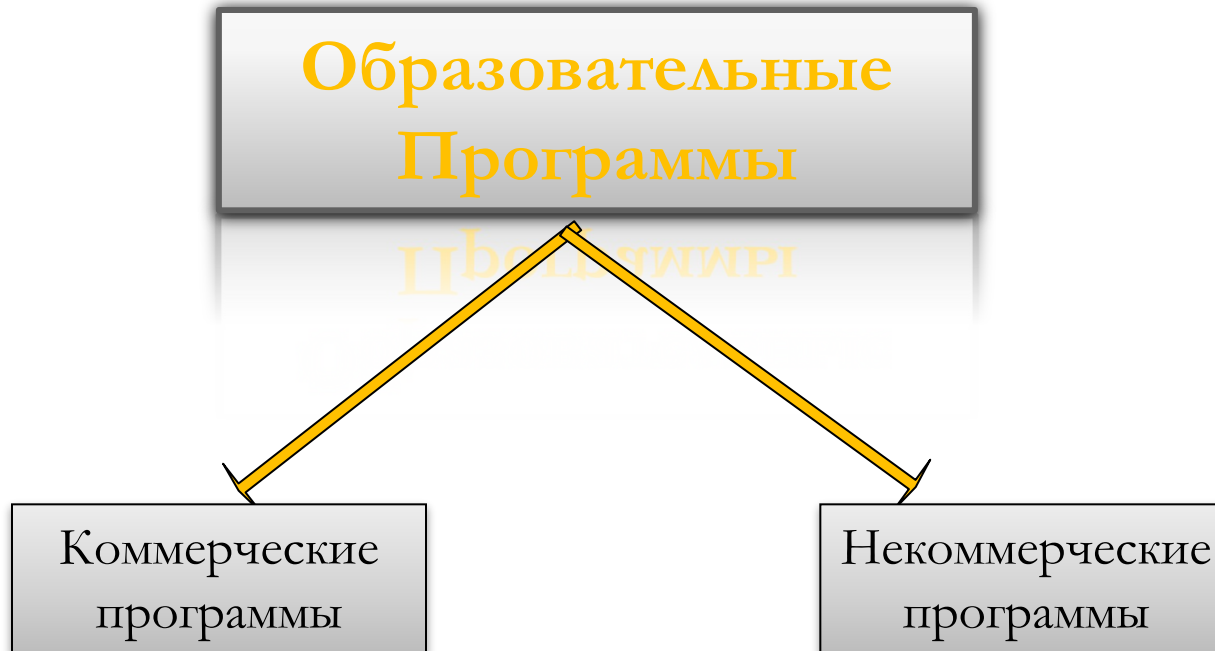 Образовательные
Программы
Коммерческие
программы
Некоммерческие
программы